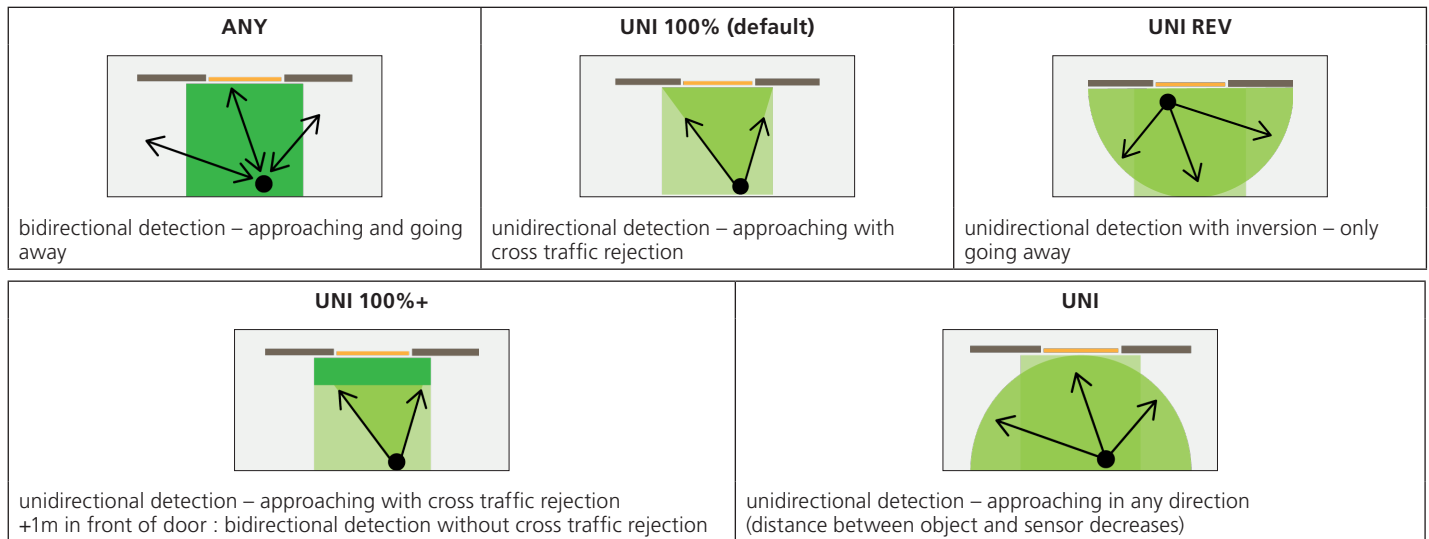 ANY
UNI 100% (default)
UNI REV
bidirectional detection – approaching and going
away
unidirectional detection – approaching with
cross traffic rejection
unidirectional detection with inversion – only
going away
UNI 100%+
UNI
unidirectional detection – approaching with cross traffic rejection
+1m in front of door : bidirectional detection without cross traffic rejection
unidirectional detection – approaching in any direction
(distance between object and sensor decreases)